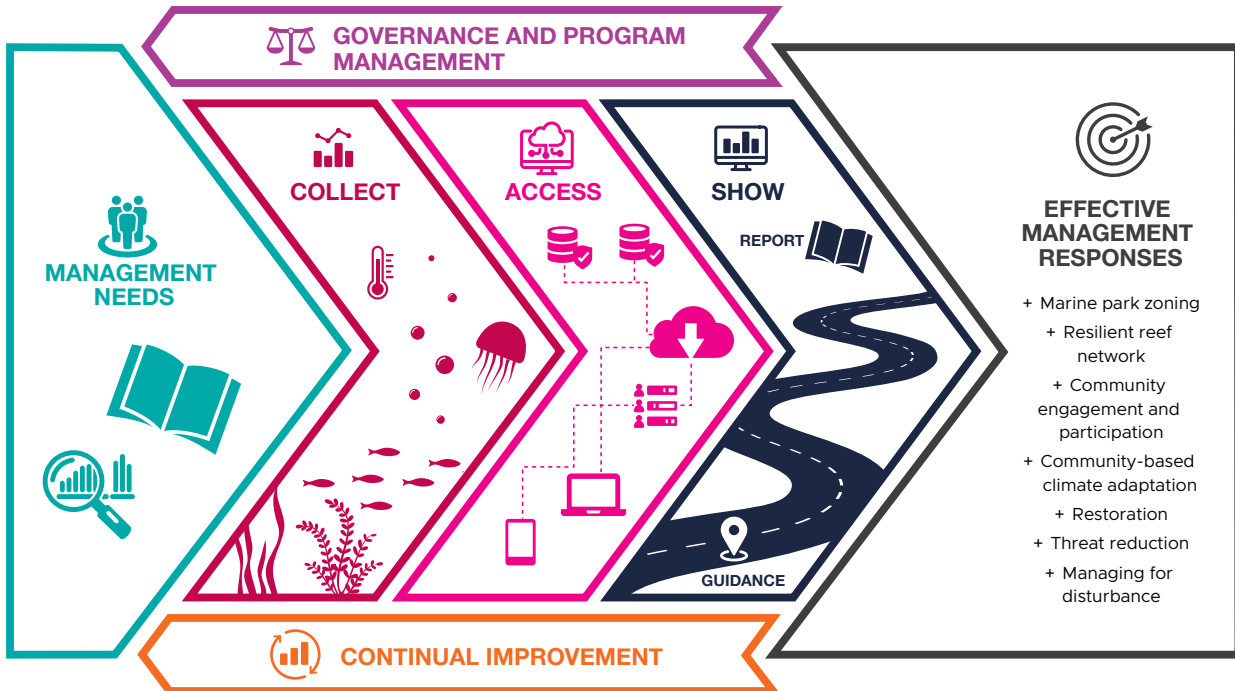 GOVERNANCE AND PROGRAM
MANAGEMENT
MANAGEMENT
NEEDS
COLLECT
ACCESS
SHOW
REPORT
GUIDANCE
EFFECTIVE
MANAGEMENT
RESPONSES
+ Marine park zoning
+ Resilient reef
network
+ Community
engagement and
participation
+ Community-based
climate adaptation
+ Restoration
+ Threat reduction
+ Managing for
disturbance
CONTINUAL IMPROVEMENT